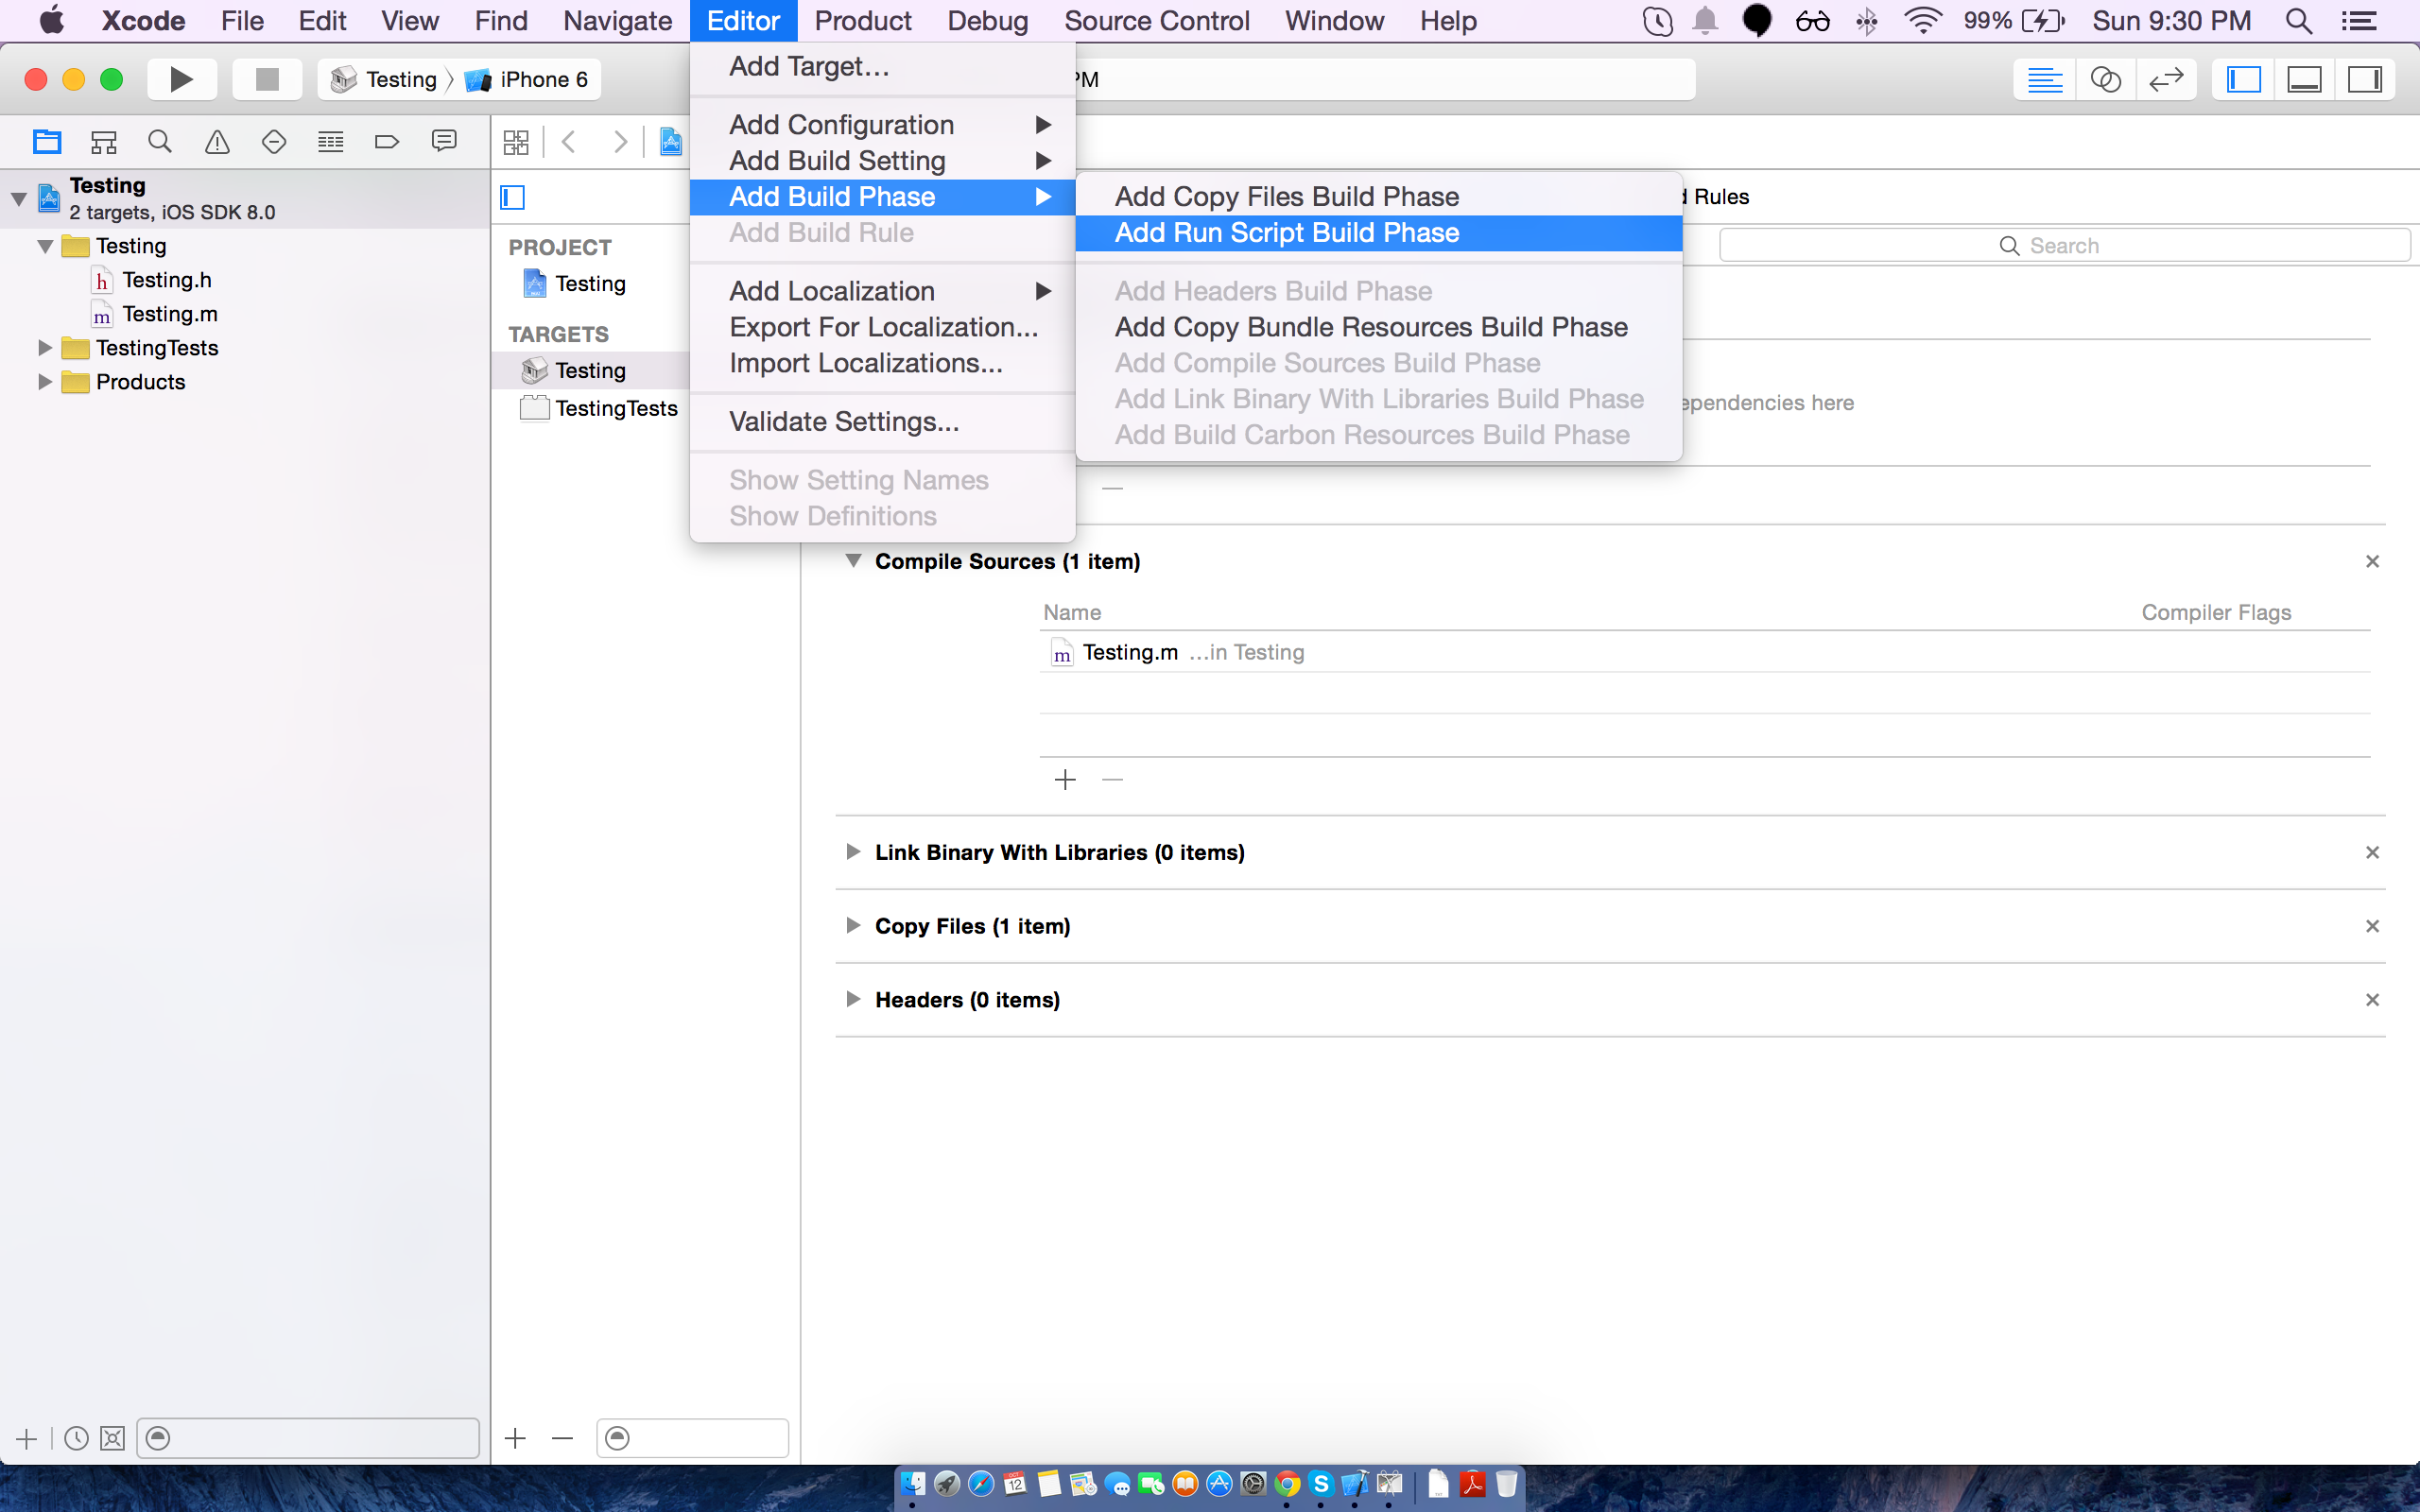 Xcode File Edit View Find Navigate Editor Product Debug Source Control Window Help 99% Sun 9:30 PM
Testing iPhone 6
PM
Testing
2 targets, iOS SDK 8.0
Testing
h Testing.h
m Testing.m
TestingTests
Products
PROJECT
Testing
TARGETS
Testing
TestingTests
Add Target...
Add Configuration
Add Build Setting
Add Build Phase
Add Build Rule
Add Localization
Export For Localization...
Import Localizations...
Validate Settings...
Show Setting Names
Show Definitions
Add Copy Files Build Phase
Add Run Script Build Phase
Add Headers Build Phase
Add Copy Bundle Resources Build Phase
Add Compile Sources Build Phase
Add Link Binary With Libraries Build Phase
Add Build Carbon Resources Build Phase
Rules
Search
ependencies here
Compile Sources (1 item)
Name Compiler Flags
m Testing.m ...in Testing
Link Binary With Libraries (0 items)
Copy Files (1 item)
Headers (0 items)
12